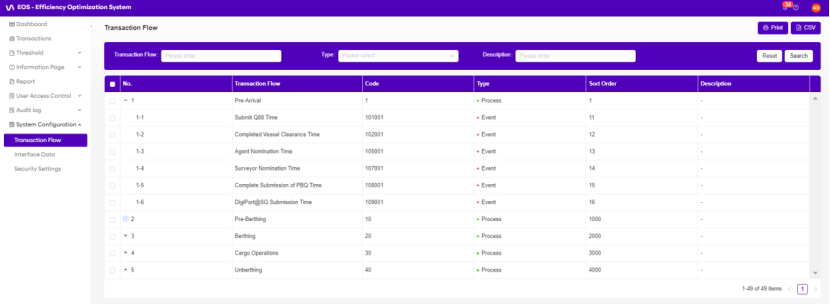 EOS - Efficiency Optimization System
38
AD
Dashboard
Transactions
Threshold
Information Page
Report
User Access Control
Audit log
System Configuration
Transaction Flow
Interface Data
Security Settings
Transaction Flow
Print CSV
Transaction Flow: Please enter Type: Please select Description: Please enter Reset Search
No. Transaction Flow Code Type Sort Order Description
1 Pre-Arrival 1 Process 1 -
1-1 Submit Q88 Time 101001 Event 11 -
1-2 Completed Vessel Clearance Time 102001 Event 12 -
1-3 Agent Nomination Time 105001 Event 13 -
1-4 Surveyor Nomination Time 107001 Event 14 -
1-5 Complete Submission of PBQ Time 108001 Event 15 -
1-6 DigiPort@SG Submission Time 109001 Event 16 -
2 Pre-Berthing 10 Process 1000 -
+ 3 Berthing 20 Process 2000 -
+ 4 Cargo Operations 30 Process 3000 -
+ 5 Unberthing 40 Process 4000 -
1-49 of 49 items < 1 >